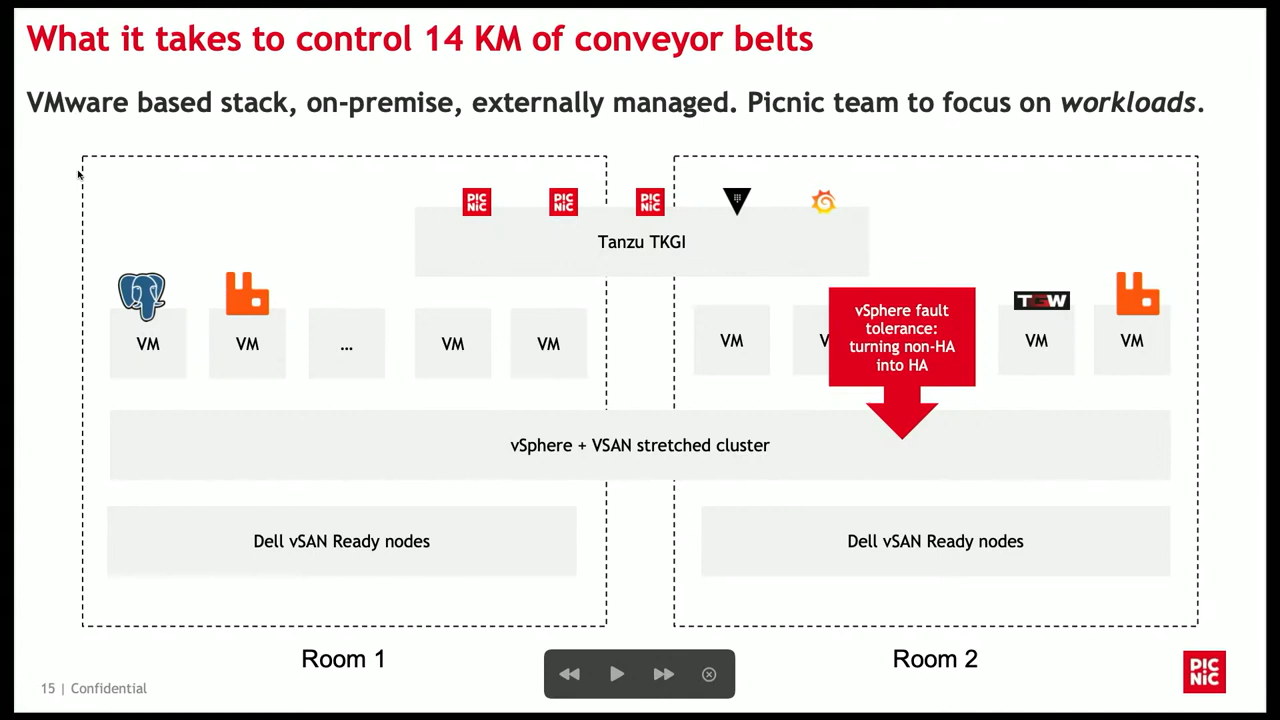 What it takes to control 14 KM of conveyor belts
VMware based stack, on-premise, externally managed. Picnic team to focus on workloads.
PIC
NIC
PIC
NIC
PIC
NIC
Tanzu TKGI
TGW
vSphere fault
tolerance:
turning non-HA
into HA
VM
VM
...
VM
VM
VM
V
VM
VM
vSphere + VSAN stretched cluster
Dell vSAN Ready nodes
Dell vSAN Ready nodes
Room 1
Room 2
PIC
NIC
15 | Confidential